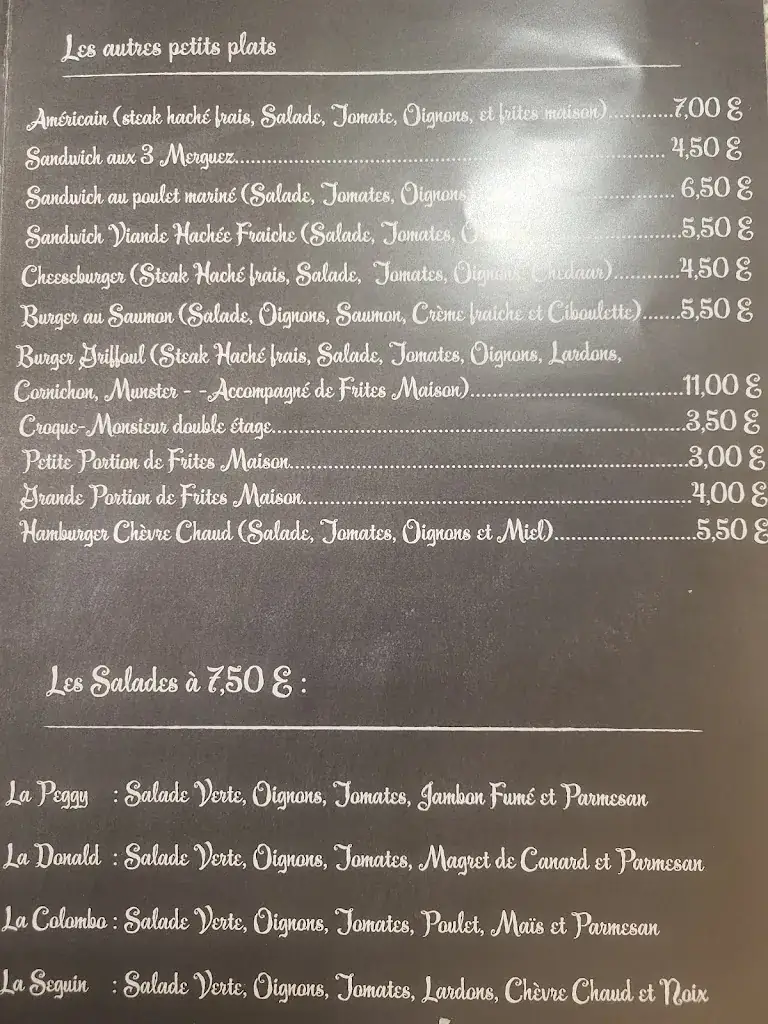 Les autres petits plats
Américain (steak haché frais, Salade, Tomate, Oignons, et frites maison)............7,00 €
Sandwich aux 3 Merguez.......................................................................... 4,50 €
Sandwich au poulet mariné (Salade, Tomates, Oignons ..................... 6,50 €
Sandwich Viande Hachée Fraiche (Salade, Tomates, .....................5,50 €
Cheeseburger (Steak Haché frais, Salade, Tomates, Oignons, Chedaar)............4,50 €
Burger au Saumon (Salade, Oignons, Saumon, Crème fraiche et Ciboulette).......5,50 €
Burger Griffoul (Steak Haché frais, Salade, Tomates, Oignons, Lardons,
Cornichon, Munster - -Accompagné de Frites Maison).....................................11,00 €
Croque-Monsieur double étage........................................................................3,50 €
Petite Portion de Frites Maison......................................................................3,00 €
Grande Portion de Frites Maison....................................................................4,00 €
Hamburger Chèvre Chaud (Salade, Tomates, Oignons et Miel).........................5,50 €
Les Salades à 7,50 € :
La Peggy : Salade Verte, Oignons, Tomates, Jambon Fumé et Parmesan
La Donald : Salade Verte, Oignons, Tomates, Magret de Canard et Parmesan
La Colombo : Salade Verte, Oignons, Tomates, Poulet, Maïs et Parmesan
La Seguin : Salade Verte, Oignons, Tomates, Lardons, Chèvre Chaud et Noix